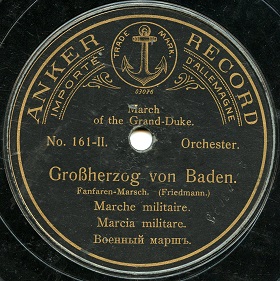 ANKER RECORD
IMPORTÉ D'ALLEMAGNE
TRADE MARK.
March
of the Grand-Duke.
No. 161-II. Orchester.
Großherzog von Baden.
Fanfaren-Marsch. (Friedmann.)
Marche militaire.
Marcia militare.
Военный маршъ.